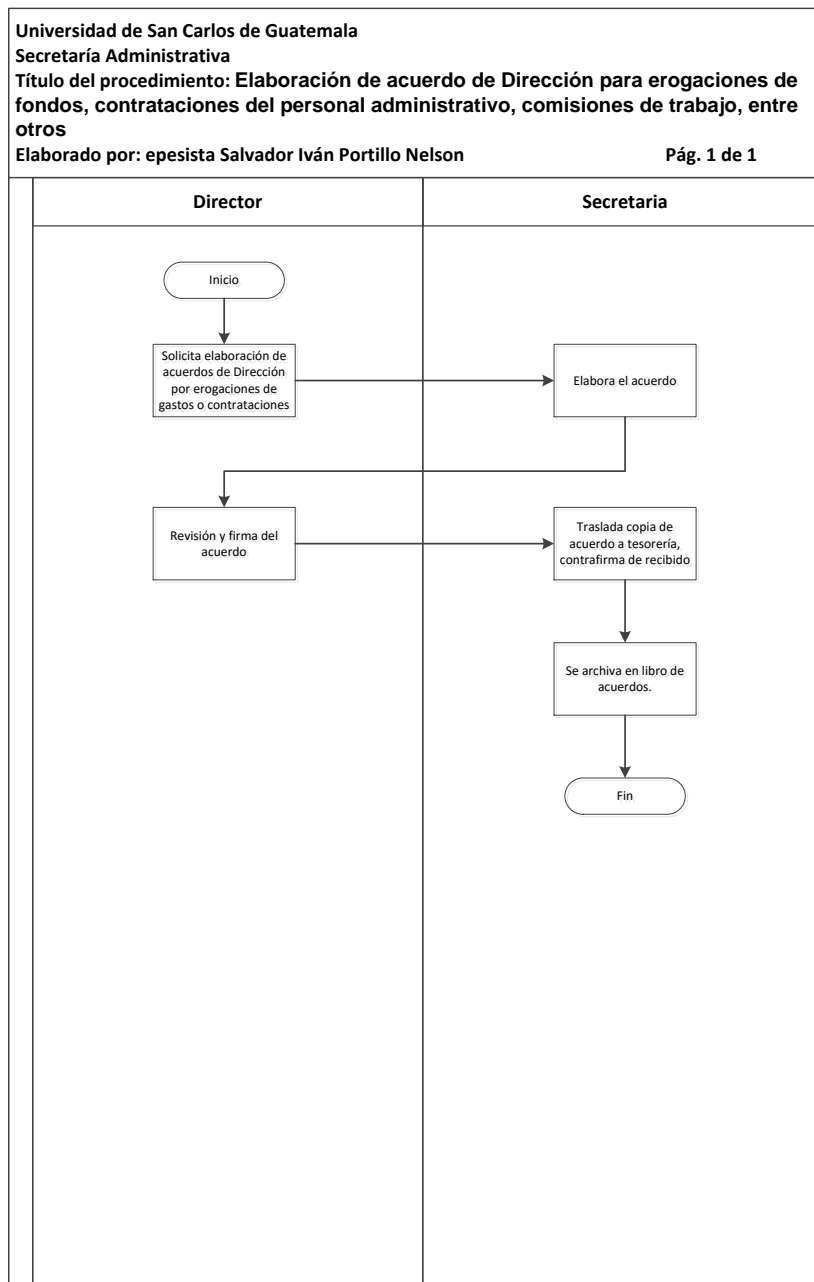 Universidad de San Carlos de Guatemala
Secretaría Administrativa
Título del procedimiento: Elaboración de acuerdo de Dirección para erogaciones de
fondos, contrataciones del personal administrativo, comisiones de trabajo, entre
otros
Elaborado por: epesista Salvador Iván Portillo Nelson Pág. 1 de 1
Director Secretaria
Inicio
Solicita elaboración de
acuerdos de Dirección
por erogaciones de
gastos o contrataciones
Elabora el acuerdo
Revisión y firma del
acuerdo
Traslada copia de
acuerdo a tesorería,
contrafirma de recibido
Se archiva en libro de
acuerdos.
Fin